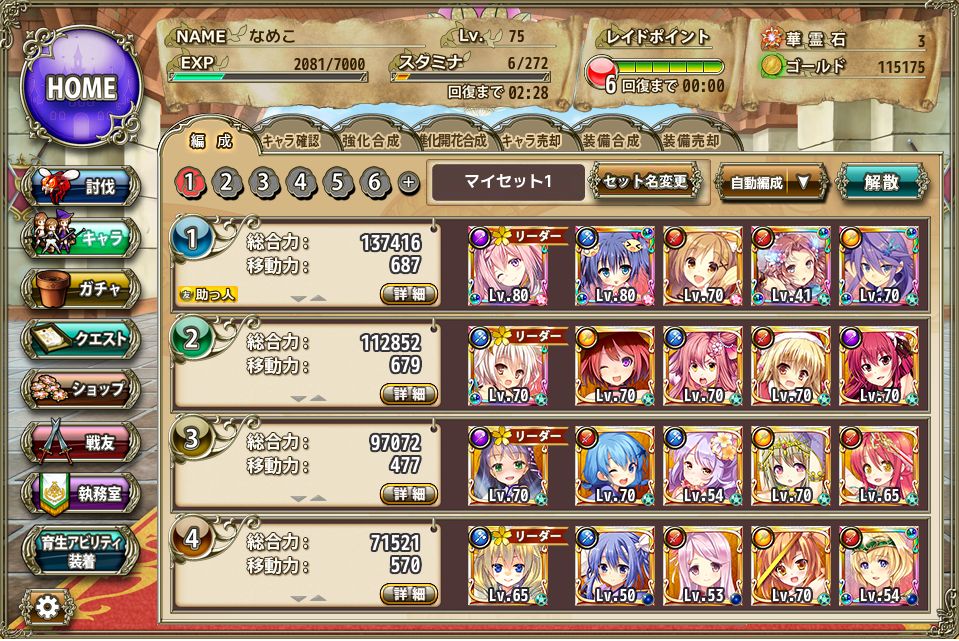 NAME なめこ
Lv. 75
EXP 2081/7000
スタミナ 6/272
回復まで 02:28
レイドポイント
6 回復まで 00:00
華霊石 3
ゴールド 115175
HOME
編成 キャラ確認 強化合成 進化開花合成 キャラ売却 装備合成 装備売却
1 2 3 4 5 6 + マイセット1 セット名変更 自動編成 ▼ 解散
討伐
キャラ
ガチャ
クエスト
ショップ
戦友
執務室
育生アビリティ
装着
1
総合力: 137416
移動力: 687
友 助っ人
詳細
リーダー
Lv.80 Lv.80 Lv.70 Lv.41 Lv.70
2
総合力: 112852
移動力: 679
詳細
リーダー
Lv.70 Lv.70 Lv.70 Lv.70 Lv.70
3
総合力: 97072
移動力: 477
詳細
リーダー
Lv.70 Lv.70 Lv.54 Lv.70 Lv.65
4
総合力: 71521
移動力: 570
詳細
リーダー
Lv.65 Lv.50 Lv.53 Lv.70 Lv.54